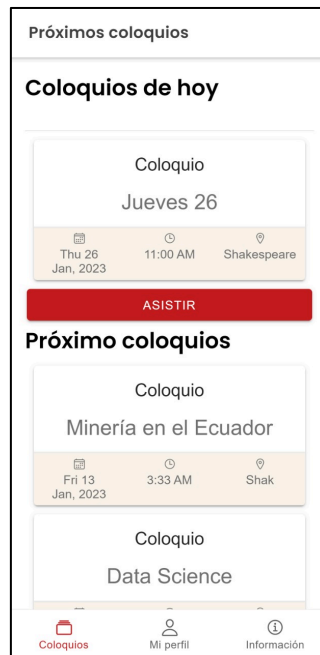 Próximos coloquios
Coloquios de hoy
Coloquio
Jueves 26
Thu 26
Jan, 2023
11:00 AM
Shakespeare
ASISTIR
Próximo coloquios
Coloquio
Minería en el Ecuador
Fri 13
Jan, 2023
3:33 AM
Shak
Coloquio
Data Science
Coloquios
Mi perfil
Información